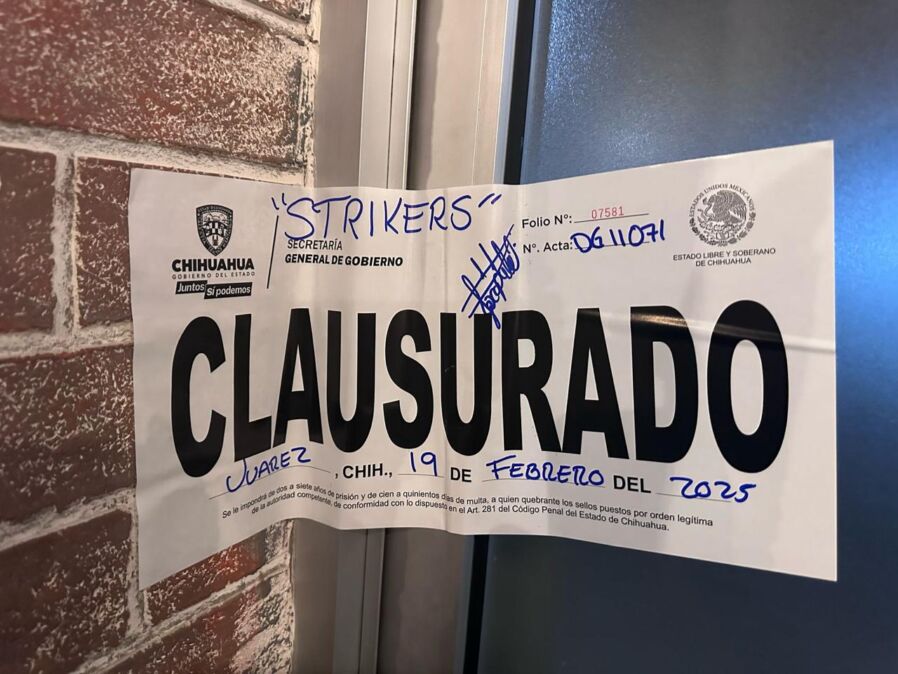 "STRIKERS"
CHIHUAHUA
GOBIERNO DEL ESTADO
Juntos Sí podemos
SECRETARÍA
GENERAL DE GOBIERNO
Folio N°: 07581
N°. Acta: DG11071
ESTADOS UNIDOS MEXICANOS
ESTADO LIBRE Y SOBERANO
DE CHIHUAHUA
CLAUSURADO
JUAREZ, CHIH., 19 DE FEBRERO DEL 2025
Se le impondrá de dos a siete años de prisión y de cien a quinientos días de multa, a quien quebrante los sellos puestos por orden legítima
de la autoridad competente, de conformidad con lo dispuesto en el Art. 281 del Código Penal del Estado de Chihuahua.